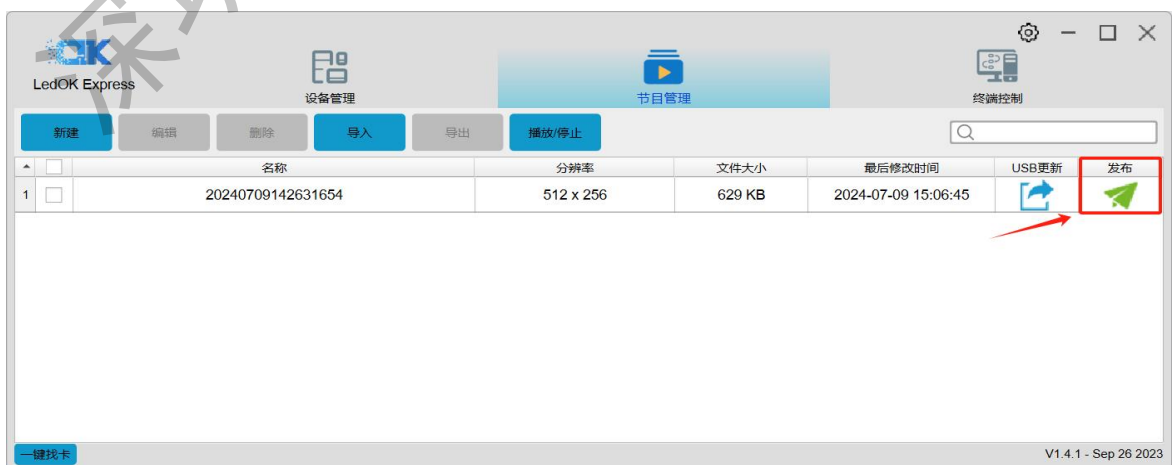 深圳
OK
LedOK Express
设备管理
节目管理
终端控制
新建 编辑 删除 导入 导出 播放/停止
名称 分辨率 文件大小 最后修改时间 USB更新 发布
1 20240709142631654 512 x 256 629 KB 2024-07-09 15:06:45
一键找卡 V1.4.1 - Sep 26 2023